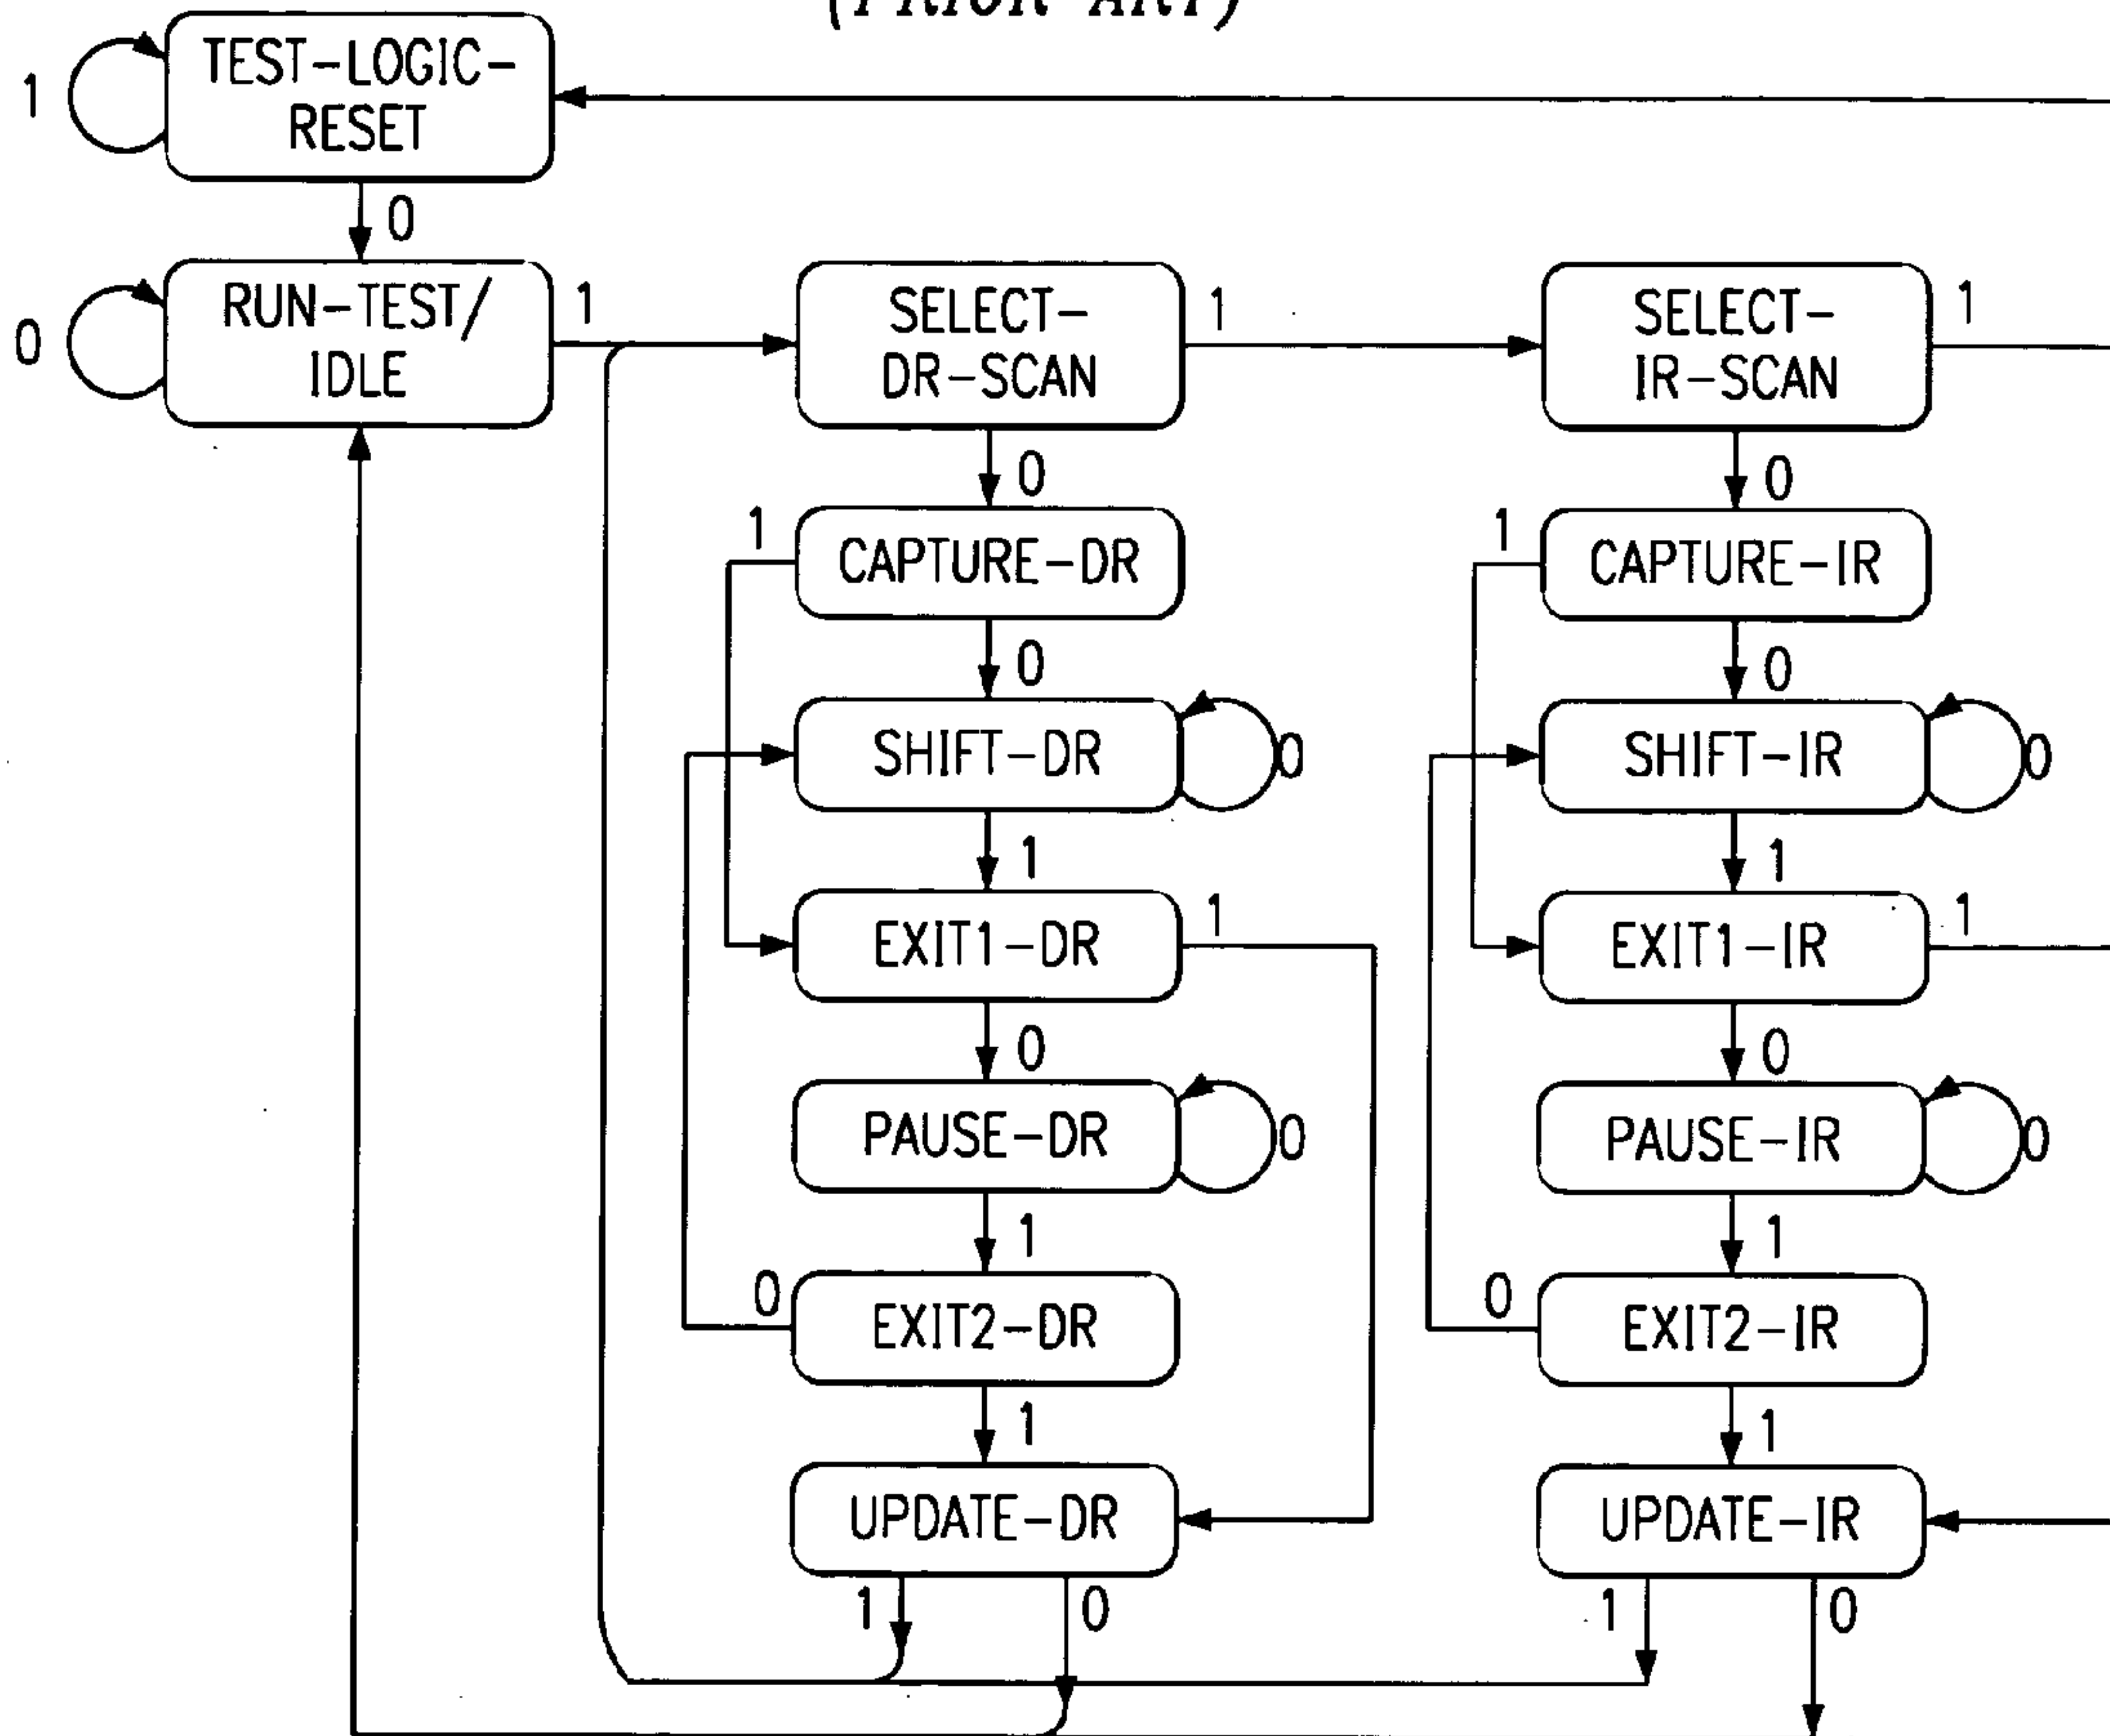 (PRIOR ART)
TEST-LOGIC-
RESET
1
0
RUN-TEST/
IDLE
0
1
SELECT-
DR-SCAN
1
SELECT-
IR-SCAN
1
0
0
1
CAPTURE-DR
1
CAPTURE-IR
0
0
SHIFT-DR
0
SHIFT-IR
0
1
1
EXIT1-DR
1
EXIT1-IR
1
0
0
PAUSE-DR
0
PAUSE-IR
0
1
1
0
EXIT2-DR
0
EXIT2-IR
1
1
UPDATE-DR
UPDATE-IR
1
0
1
0